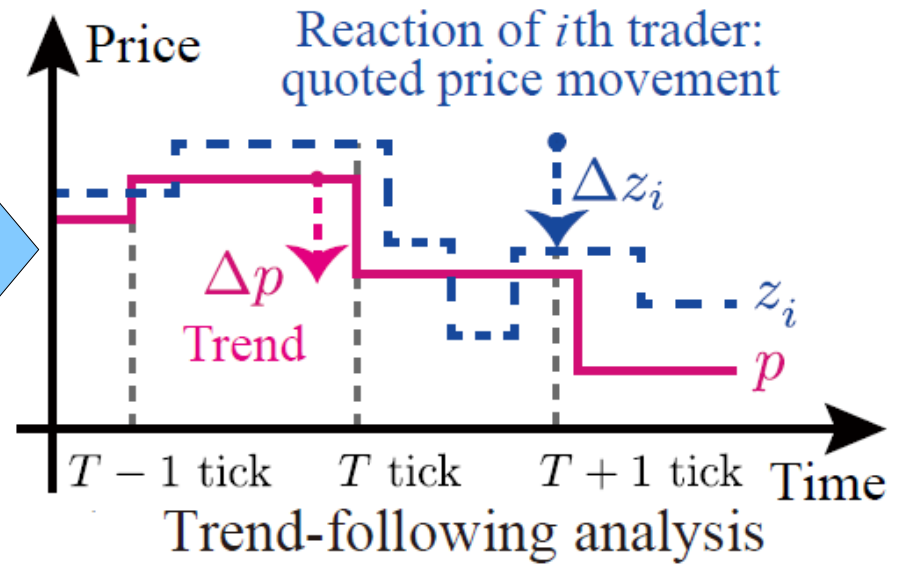 Price
Reaction of ith trader:
quoted price movement
Δz_i
Δp
Trend
z_i
p
T − 1 tick
T tick
T + 1 tick
Time
Trend-following analysis